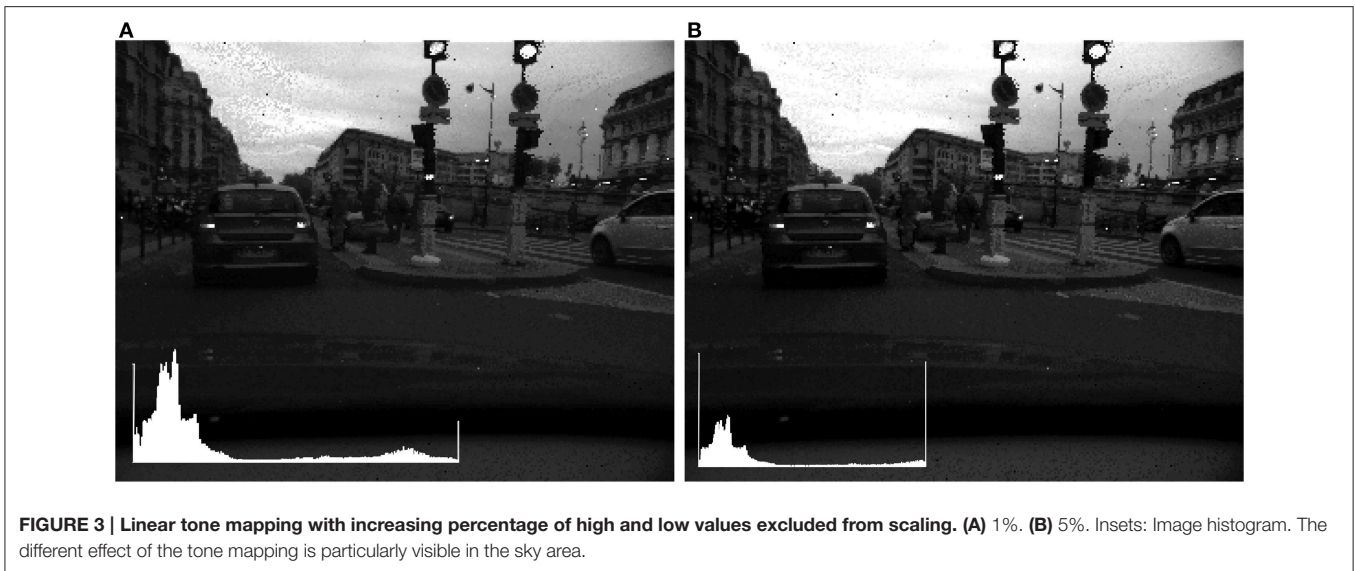 A
B
FIGURE 3 | Linear tone mapping with increasing percentage of high and low values excluded from scaling. (A) 1%. (B) 5%. Insets: Image histogram. The
different effect of the tone mapping is particularly visible in the sky area.